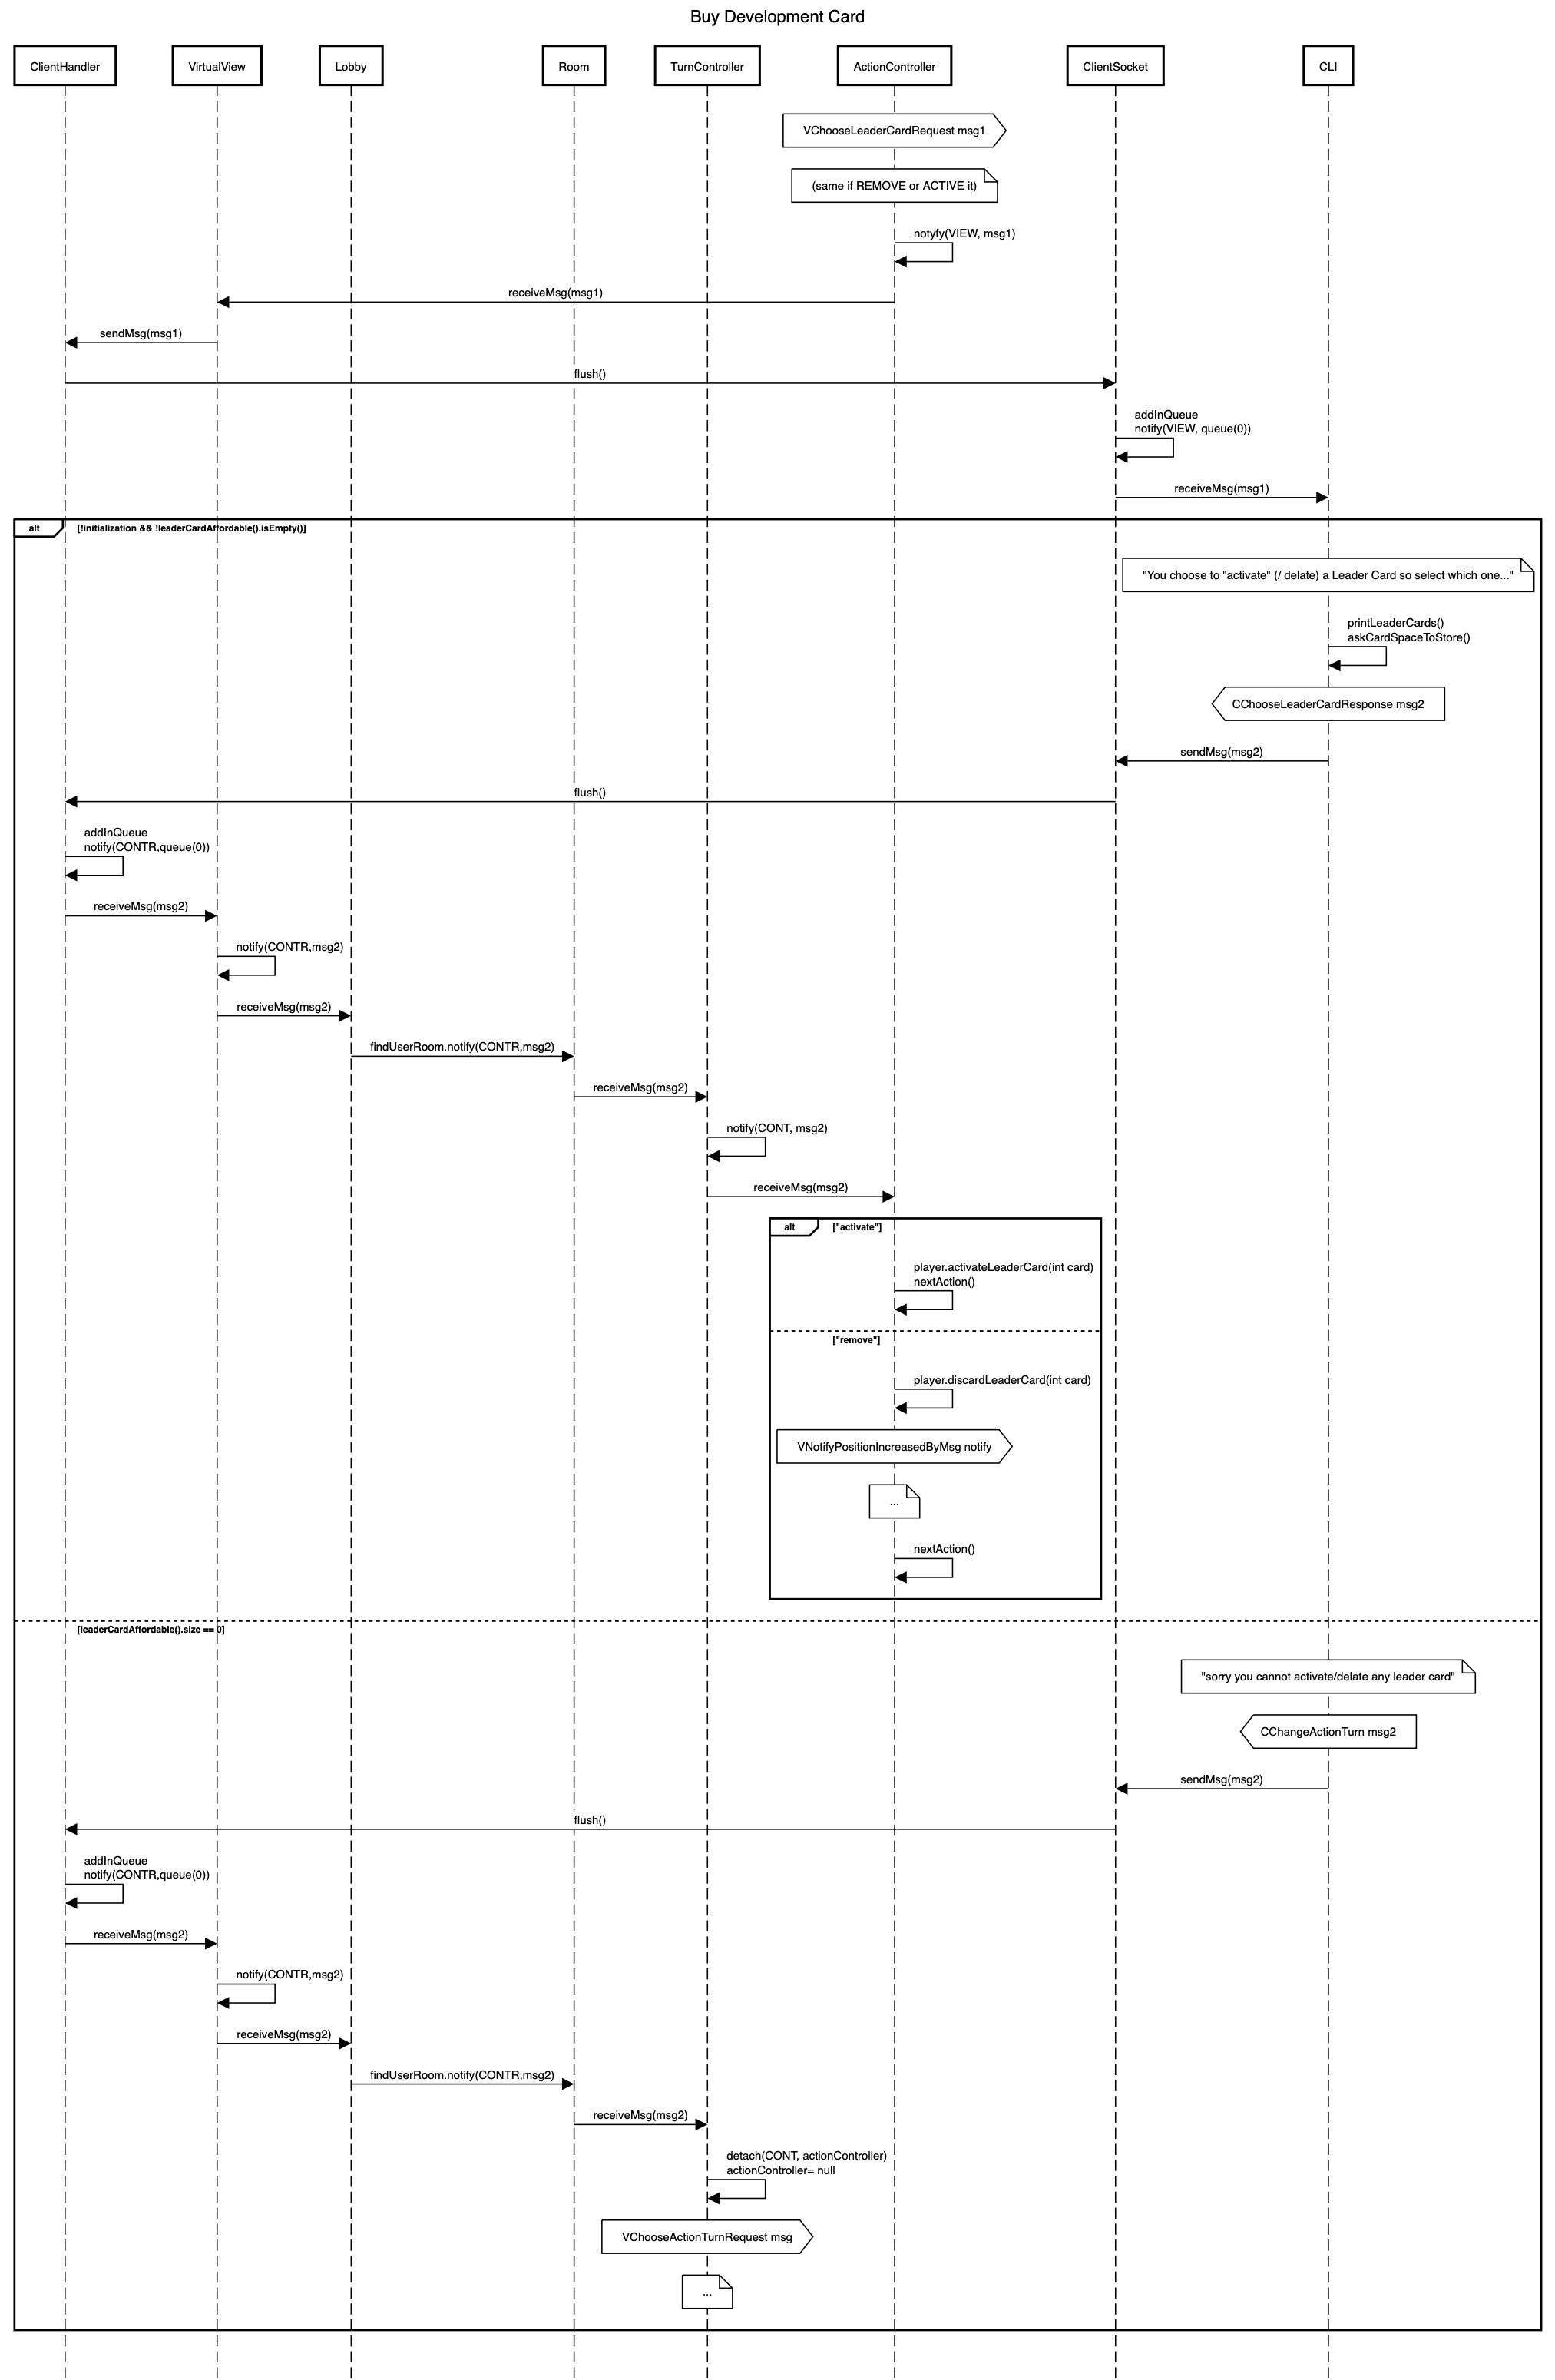 Buy Development Card
ClientHandler
VirtualView
Lobby
Room
TurnController
ActionController
ClientSocket
CLI
VChooseLeaderCardRequest msg1
(same if REMOVE or ACTIVE it)
notyfy(VIEW, msg1)
receiveMsg(msg1)
sendMsg(msg1)
flush()
addInQueue
notify(VIEW, queue(0))
receiveMsg(msg1)
alt
[!initialization && !leaderCardAffordable().isEmpty()]
"You choose to "activate" (/ delate) a Leader Card so select which one..."
printLeaderCards()
askCardSpaceToStore()
CChooseLeaderCardResponse msg2
sendMsg(msg2)
flush()
addInQueue
notify(CONTR,queue(0))
receiveMsg(msg2)
notify(CONTR,msg2)
receiveMsg(msg2)
findUserRoom.notify(CONTR,msg2)
receiveMsg(msg2)
notify(CONT, msg2)
receiveMsg(msg2)
alt
["activate"]
player.activateLeaderCard(int card)
nextAction()
["remove"]
player.discardLeaderCard(int card)
VNotifyPositionIncreasedByMsg notify
...
nextAction()
[leaderCardAffordable().size == 0]
"sorry you cannot activate/delate any leader card"
CChangeActionTurn msg2
sendMsg(msg2)
flush()
addInQueue
notify(CONTR,queue(0))
receiveMsg(msg2)
notify(CONTR,msg2)
receiveMsg(msg2)
findUserRoom.notify(CONTR,msg2)
receiveMsg(msg2)
detach(CONT, actionController)
actionController= null
VChooseActionTurnRequest msg
...